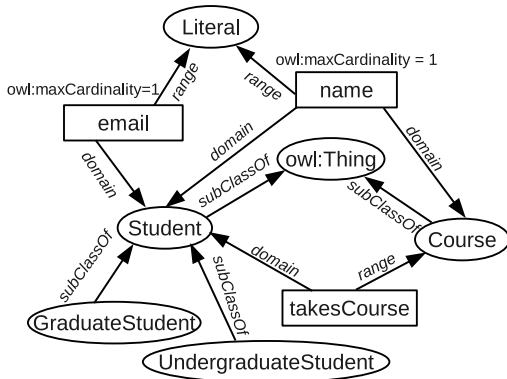 Literal
owl:maxCardinality = 1
owl:maxCardinality=1
range
range
name
email
domain
domain
domain
owl:Thing
subClassOf
subClassOf
Student
Course
domain
range
subClassOf
subClassOf
takesCourse
GraduateStudent
UndergraduateStudent